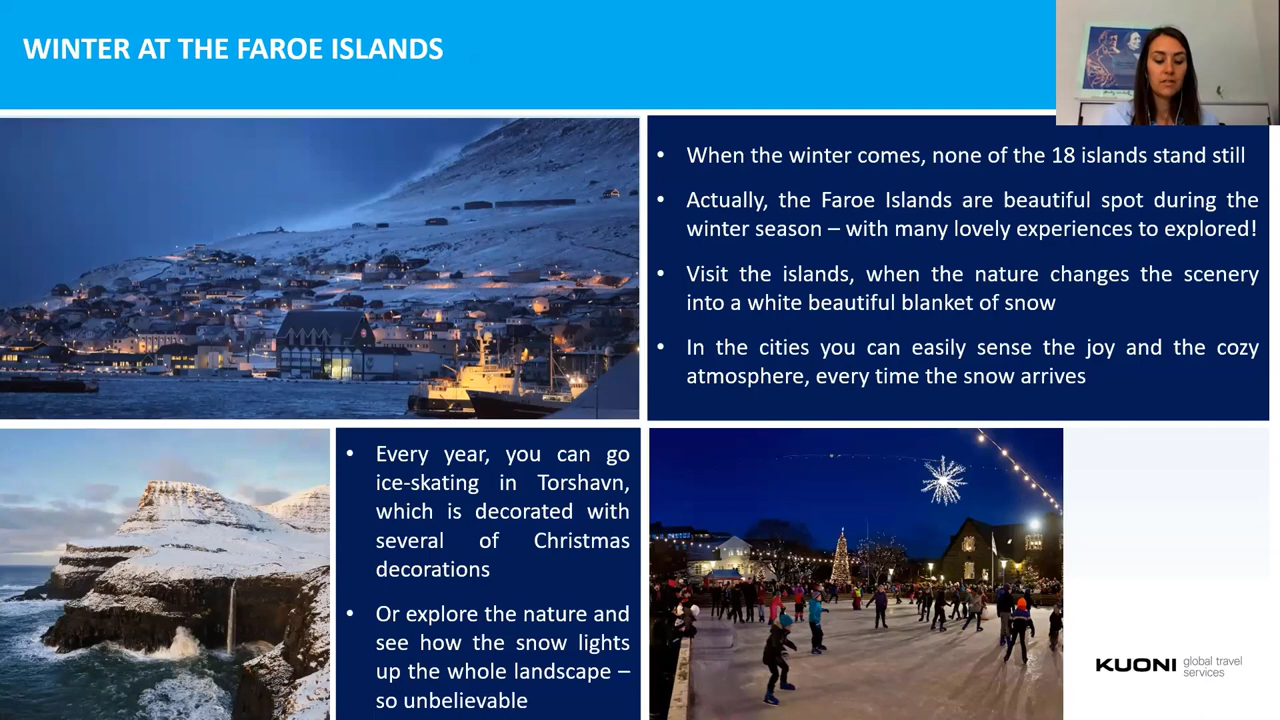 WINTER AT THE FAROE ISLANDS
• When the winter comes, none of the 18 islands stand still
• Actually, the Faroe Islands are beautiful spot during the
winter season – with many lovely experiences to explored!
• Visit the islands, when the nature changes the scenery
into a white beautiful blanket of snow
• In the cities you can easily sense the joy and the cozy
atmosphere, every time the snow arrives
• Every year, you can go
ice-skating in Torshavn,
which is decorated with
several of Christmas
decorations
• Or explore the nature and
see how the snow lights
up the whole landscape –
so unbelievable
KUONI global travel
services